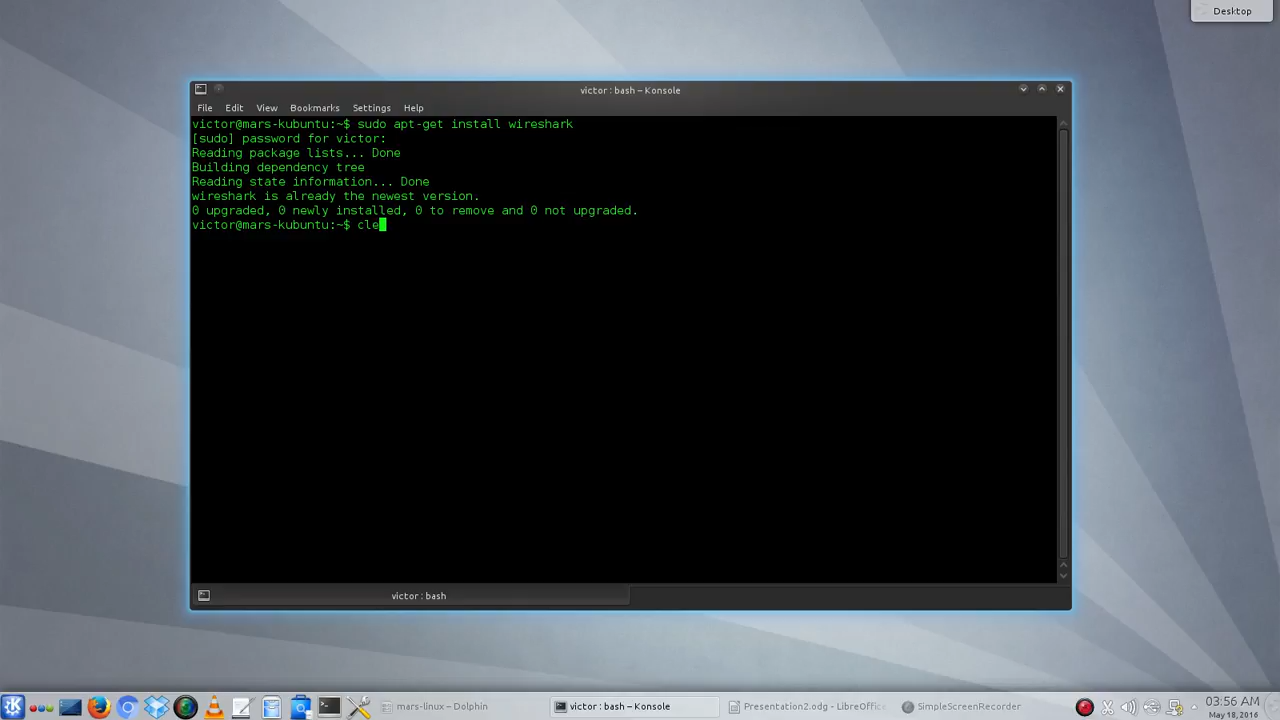 Desktop
victor : bash – Konsole
File Edit View Bookmarks Settings Help
victor@mars-kubuntu:~$ sudo apt-get install wireshark
[sudo] password for victor:
Reading package lists... Done
Building dependency tree
Reading state information... Done
wireshark is already the newest version.
0 upgraded, 0 newly installed, 0 to remove and 0 not upgraded.
victor@mars-kubuntu:~$ cle
victor : bash
mars-linux – Dolphin
victor : bash – Konsole
Presentation2.odg - LibreOffic
SimpleScreenRecorder
03:56 AM
May 18, 2016